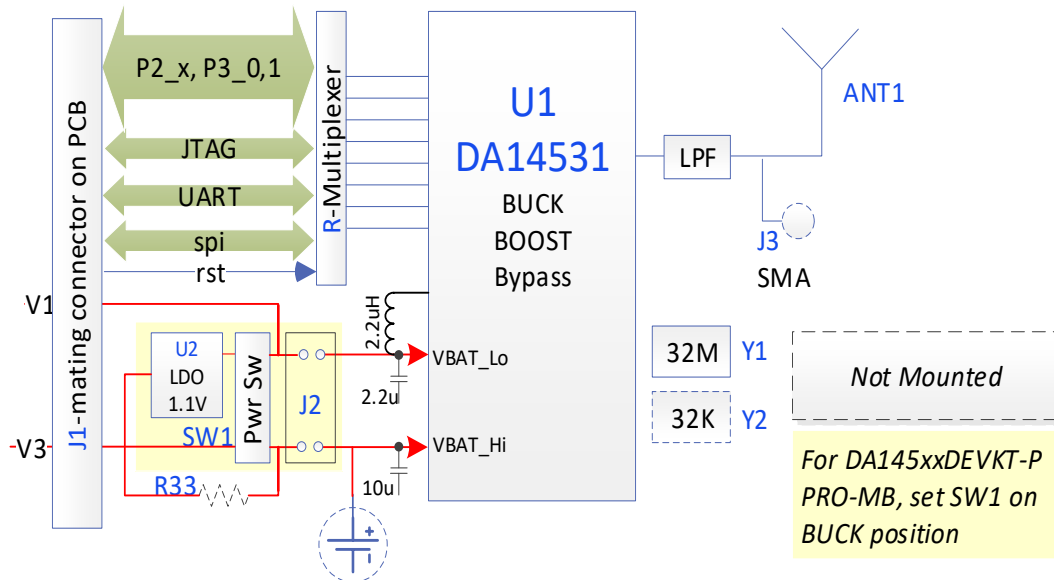 J1-mating connector on PCB
P2_x, P3_0,1
JTAG
UART
spi
rst
R-Multiplexer
U1
DA14531
BUCK
BOOST
Bypass
LPF
ANT1
J3
SMA
V1
V3
U2
LDO
1.1V
SW1
Pwr Sw
J2
R33
2.2uH
2.2u
10u
VBAT_Lo
VBAT_Hi
+
32M
Y1
32K
Y2
Not Mounted
For DA145xxDEVKT-P
PRO-MB, set SW1 on
BUCK position